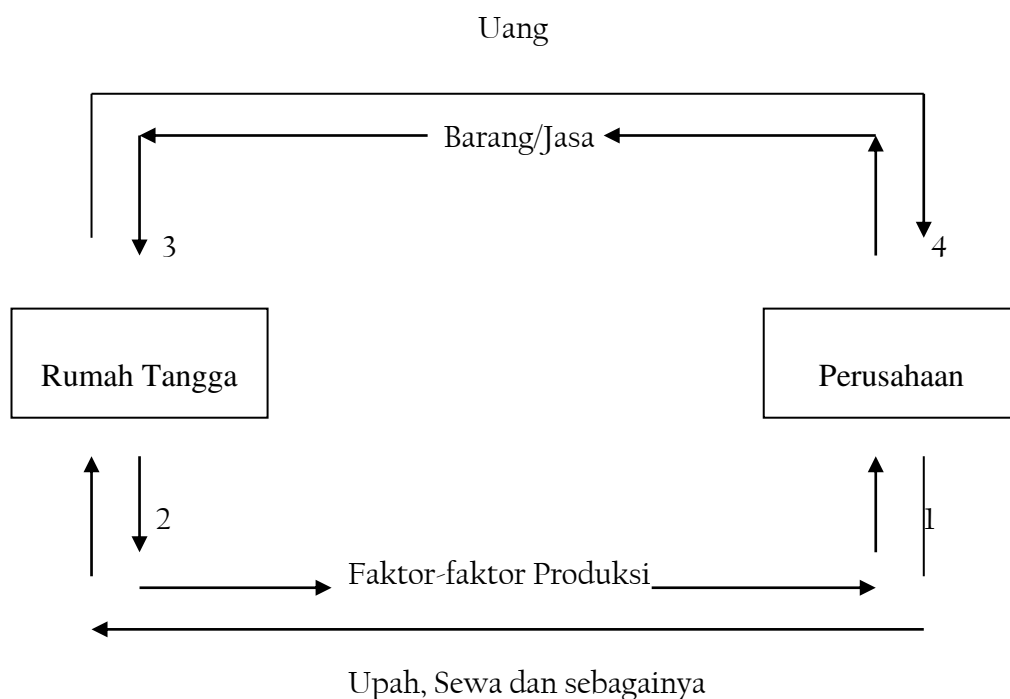 Uang
Barang/Jasa
3
4
Rumah Tangga
Perusahaan
2
1
Faktor-faktor Produksi
Upah, Sewa dan sebagainya